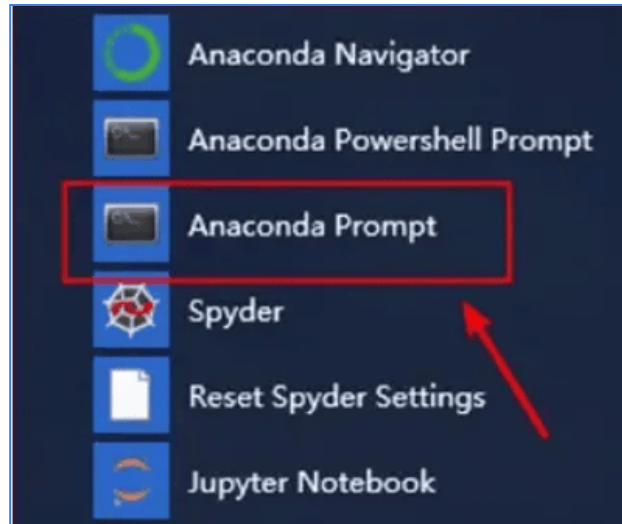 Anaconda Navigator
Anaconda Powershell Prompt
Anaconda Prompt
Spyder
Reset Spyder Settings
Jupyter Notebook